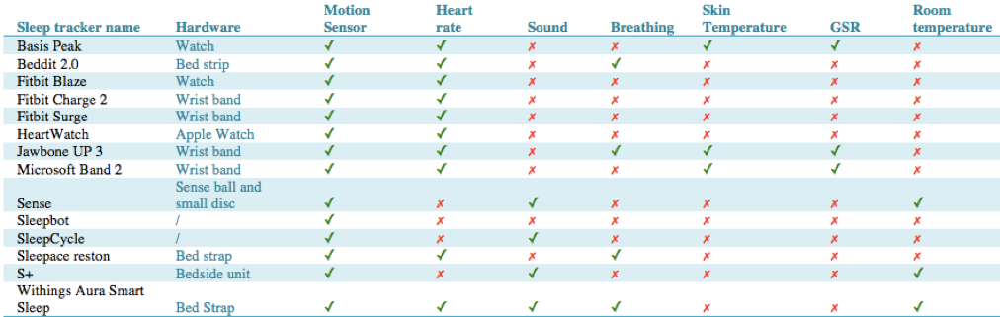 Motion Heart Skin Room
Sleep tracker name Hardware Sensor rate Sound Breathing Temperature GSR temperature
Basis Peak Watch ✓ ✓ ✗ ✗ ✓ ✓ ✗
Beddit 2.0 Bed strip ✓ ✓ ✗ ✓ ✗ ✗ ✗
Fitbit Blaze Watch ✓ ✓ ✗ ✗ ✗ ✗ ✗
Fitbit Charge 2 Wrist band ✓ ✓ ✗ ✗ ✗ ✗ ✗
Fitbit Surge Wrist band ✓ ✓ ✗ ✗ ✗ ✗ ✗
HeartWatch Apple Watch ✓ ✓ ✗ ✗ ✗ ✗ ✗
Jawbone UP 3 Wrist band ✓ ✓ ✗ ✓ ✓ ✓ ✗
Microsoft Band 2 Wrist band ✓ ✓ ✗ ✗ ✓ ✓ ✗
Sense ball and
Sense small disc ✓ ✗ ✓ ✗ ✗ ✗ ✓
Sleepbot / ✓ ✗ ✗ ✗ ✗ ✗ ✗
SleepCycle / ✓ ✗ ✓ ✗ ✗ ✗ ✗
Sleepace reston Bed strap ✓ ✓ ✗ ✓ ✗ ✗ ✗
S+ Bedside unit ✓ ✗ ✓ ✗ ✗ ✗ ✓
Withings Aura Smart
Sleep Bed Strap ✓ ✓ ✓ ✓ ✗ ✗ ✓